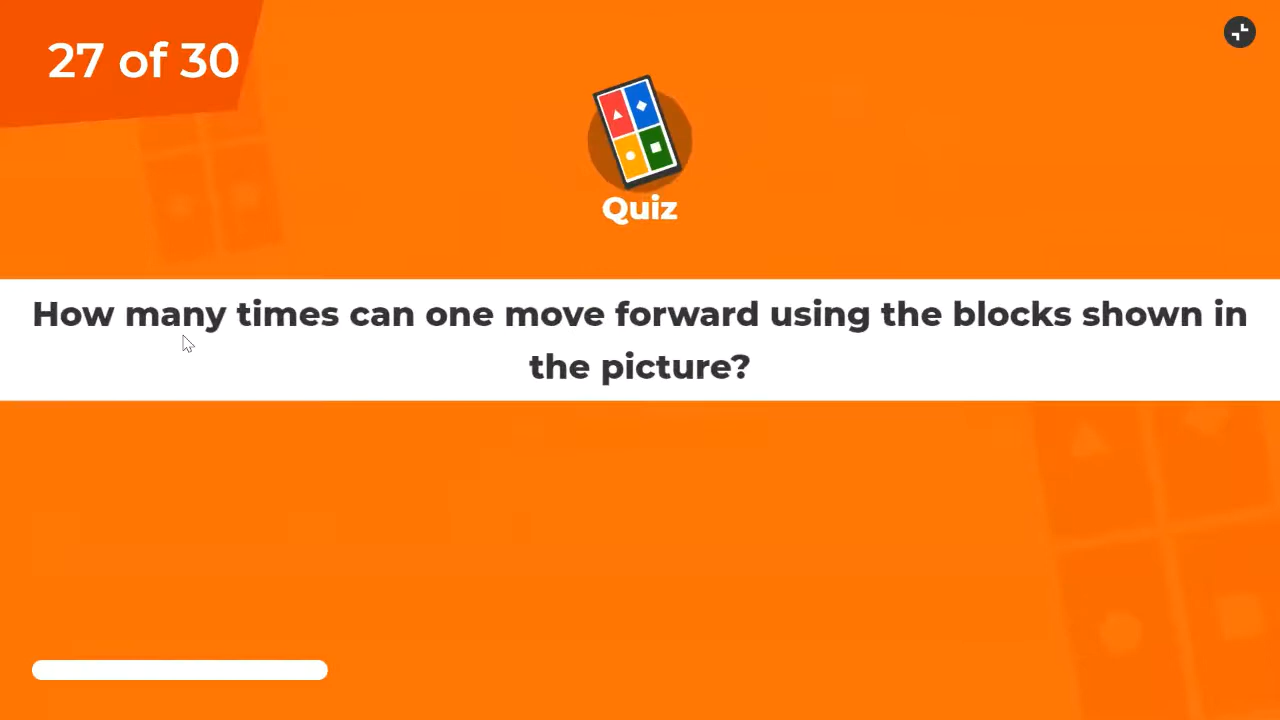 27 of 30
Quiz
How many times can one move forward using the blocks shown in
the picture?